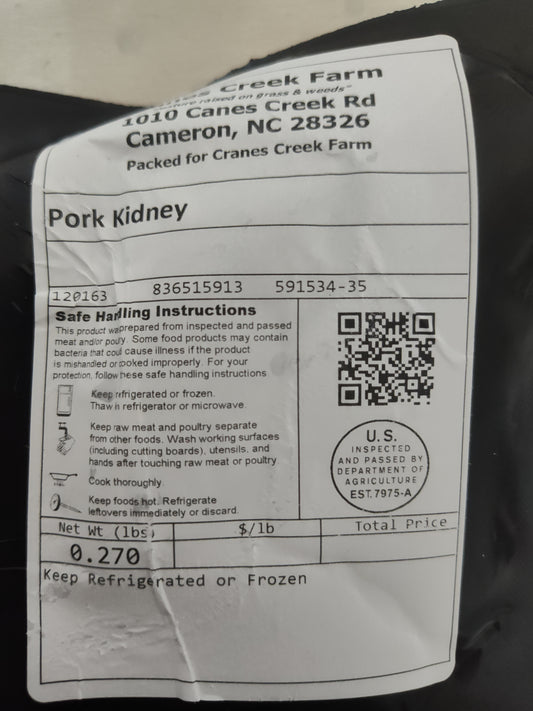 Creek Farm
raised on grass & weeds"
1010 Canes Creek Rd
Cameron, NC 28326
Packed for Cranes Creek Farm
Pork Kidney
120163 836515913 591534-35
Safe Handling Instructions
This product was prepared from inspected and passed
meat and/or poultry. Some food products may contain
bacteria that could cause illness if the product
is mishandled or cooked improperly. For your
protection, follow these safe handling instructions
Keep refrigerated or frozen.
Thaw in refrigerator or microwave.
Keep raw meat and poultry separate
from other foods. Wash working surfaces
(including cutting boards), utensils, and
hands after touching raw meat or poultry
Cook thoroughly.
Keep foods hot. Refrigerate
leftovers immediately or discard.
U.S.
INSPECTED
AND PASSED BY
DEPARTMENT OF
AGRICULTURE
EST. 7975-A
Net Wt (lbs) $/lb Total Price
0.270
Keep Refrigerated or Frozen